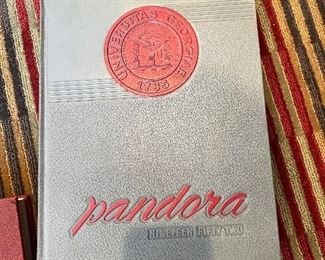 UNIVERSITAS GEORGIAE
1785
pandora
NINETEEN FIFTY TWO